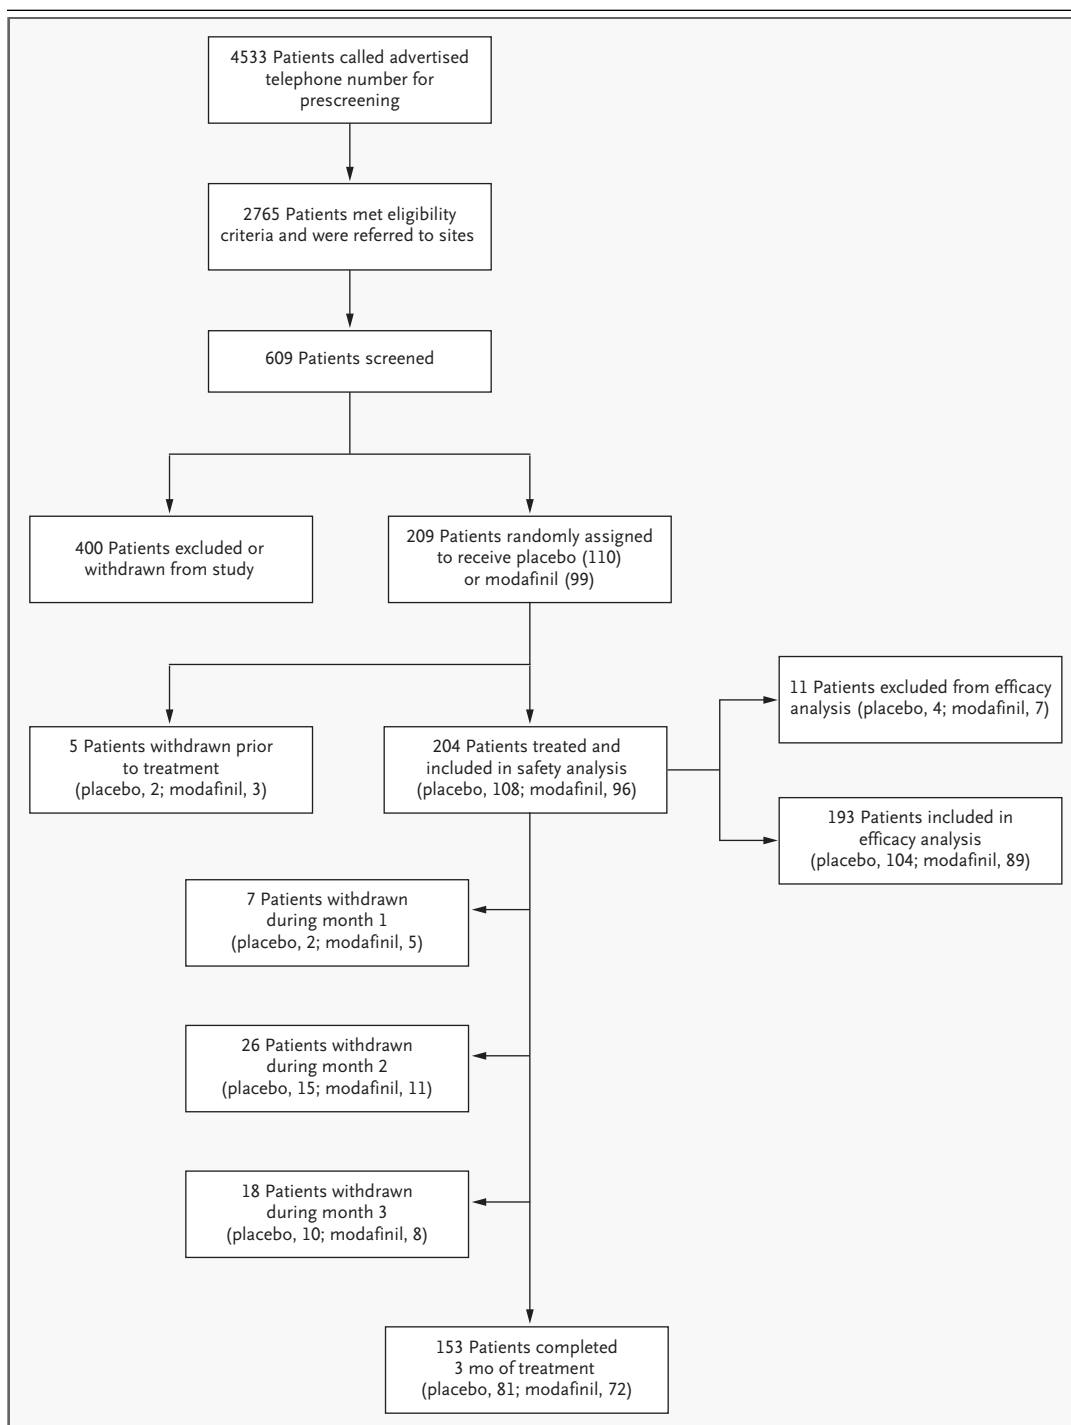 4533 Patients called advertised
telephone number for
prescreening
2765 Patients met eligibility
criteria and were referred to sites
609 Patients screened
400 Patients excluded or
withdrawn from study
209 Patients randomly assigned
to receive placebo (110)
or modafinil (99)
5 Patients withdrawn prior
to treatment
(placebo, 2; modafinil, 3)
204 Patients treated and
included in safety analysis
(placebo, 108; modafinil, 96)
11 Patients excluded from efficacy
analysis (placebo, 4; modafinil, 7)
193 Patients included in
efficacy analysis
(placebo, 104; modafinil, 89)
7 Patients withdrawn
during month 1
(placebo, 2; modafinil, 5)
26 Patients withdrawn
during month 2
(placebo, 15; modafinil, 11)
18 Patients withdrawn
during month 3
(placebo, 10; modafinil, 8)
153 Patients completed
3 mo of treatment
(placebo, 81; modafinil, 72)